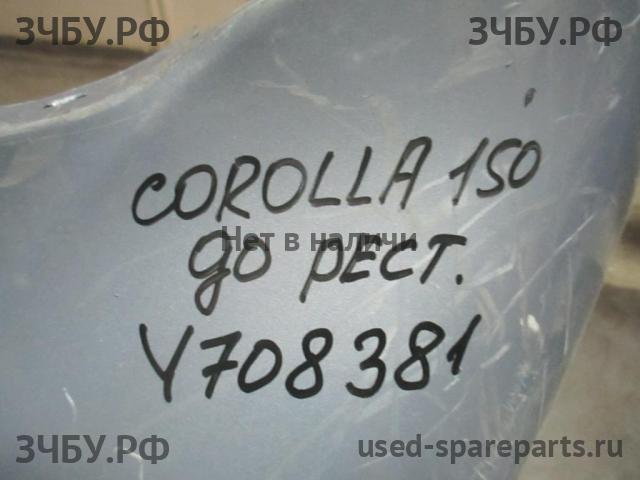 ЗЧБУ.РФ ЗЧБУ.РФ
COROLLA 150
Нет в наличи
до рест.
Y708381
ЗЧБУ.РФ used-spareparts.ru